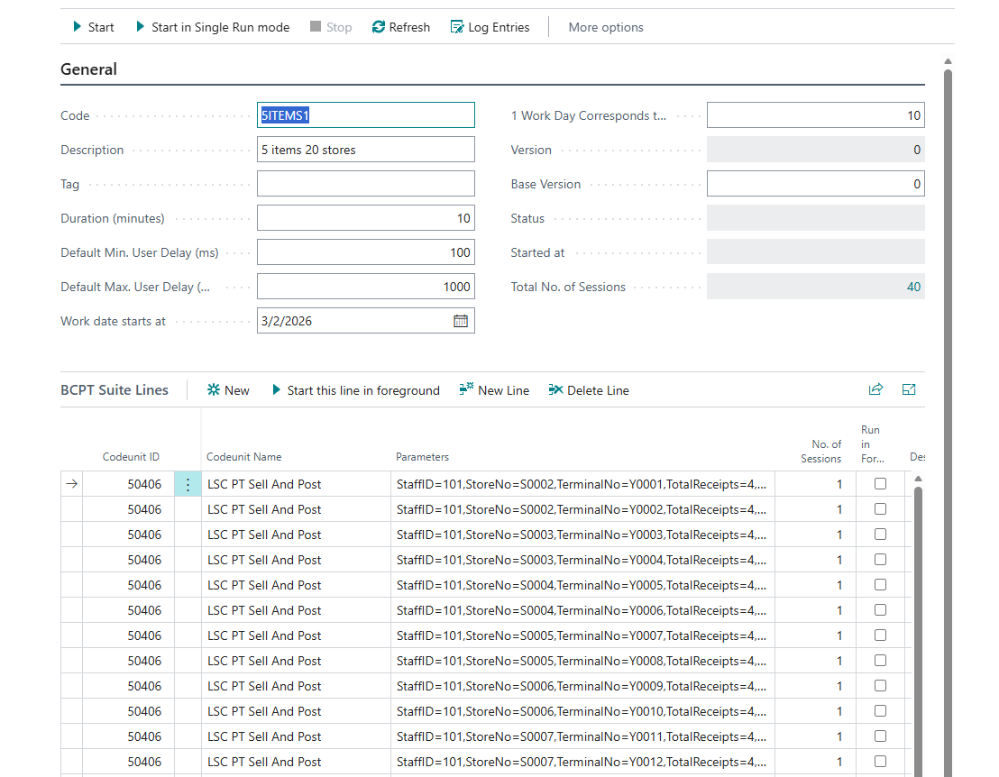 Start Start in Single Run mode Stop Refresh Log Entries More options
General
Code 5ITEMS1 1 Work Day Corresponds t... 10
Description 5 items 20 stores Version 0
Tag Base Version 0
Duration (minutes) 10 Status
Default Min. User Delay (ms) 100 Started at
Default Max. User Delay (... 1000 Total No. of Sessions 40
Work date starts at 3/2/2026
BCPT Suite Lines New Start this line in foreground New Line Delete Line
Codeunit ID Codeunit Name Parameters No. of Sessions Run in For... Des
50406 LSC PT Sell And Post StaffID=101,StoreNo=S0002,TerminalNo=Y0001,TotalReceipts=4,... 1
50406 LSC PT Sell And Post StaffID=101,StoreNo=S0002,TerminalNo=Y0002,TotalReceipts=4,... 1
50406 LSC PT Sell And Post StaffID=101,StoreNo=S0003,TerminalNo=Y0003,TotalReceipts=4,... 1
50406 LSC PT Sell And Post StaffID=101,StoreNo=S0003,TerminalNo=Y0004,TotalReceipts=4,... 1
50406 LSC PT Sell And Post StaffID=101,StoreNo=S0004,TerminalNo=Y0005,TotalReceipts=4,... 1
50406 LSC PT Sell And Post StaffID=101,StoreNo=S0004,TerminalNo=Y0006,TotalReceipts=4,... 1
50406 LSC PT Sell And Post StaffID=101,StoreNo=S0005,TerminalNo=Y0007,TotalReceipts=4,... 1
50406 LSC PT Sell And Post StaffID=101,StoreNo=S0005,TerminalNo=Y0008,TotalReceipts=4,... 1
50406 LSC PT Sell And Post StaffID=101,StoreNo=S0006,TerminalNo=Y0009,TotalReceipts=4,... 1
50406 LSC PT Sell And Post StaffID=101,StoreNo=S0006,TerminalNo=Y0010,TotalReceipts=4,... 1
50406 LSC PT Sell And Post StaffID=101,StoreNo=S0007,TerminalNo=Y0011,TotalReceipts=4,... 1
50406 LSC PT Sell And Post StaffID=101,StoreNo=S0007,TerminalNo=Y0012,TotalReceipts=4,... 1